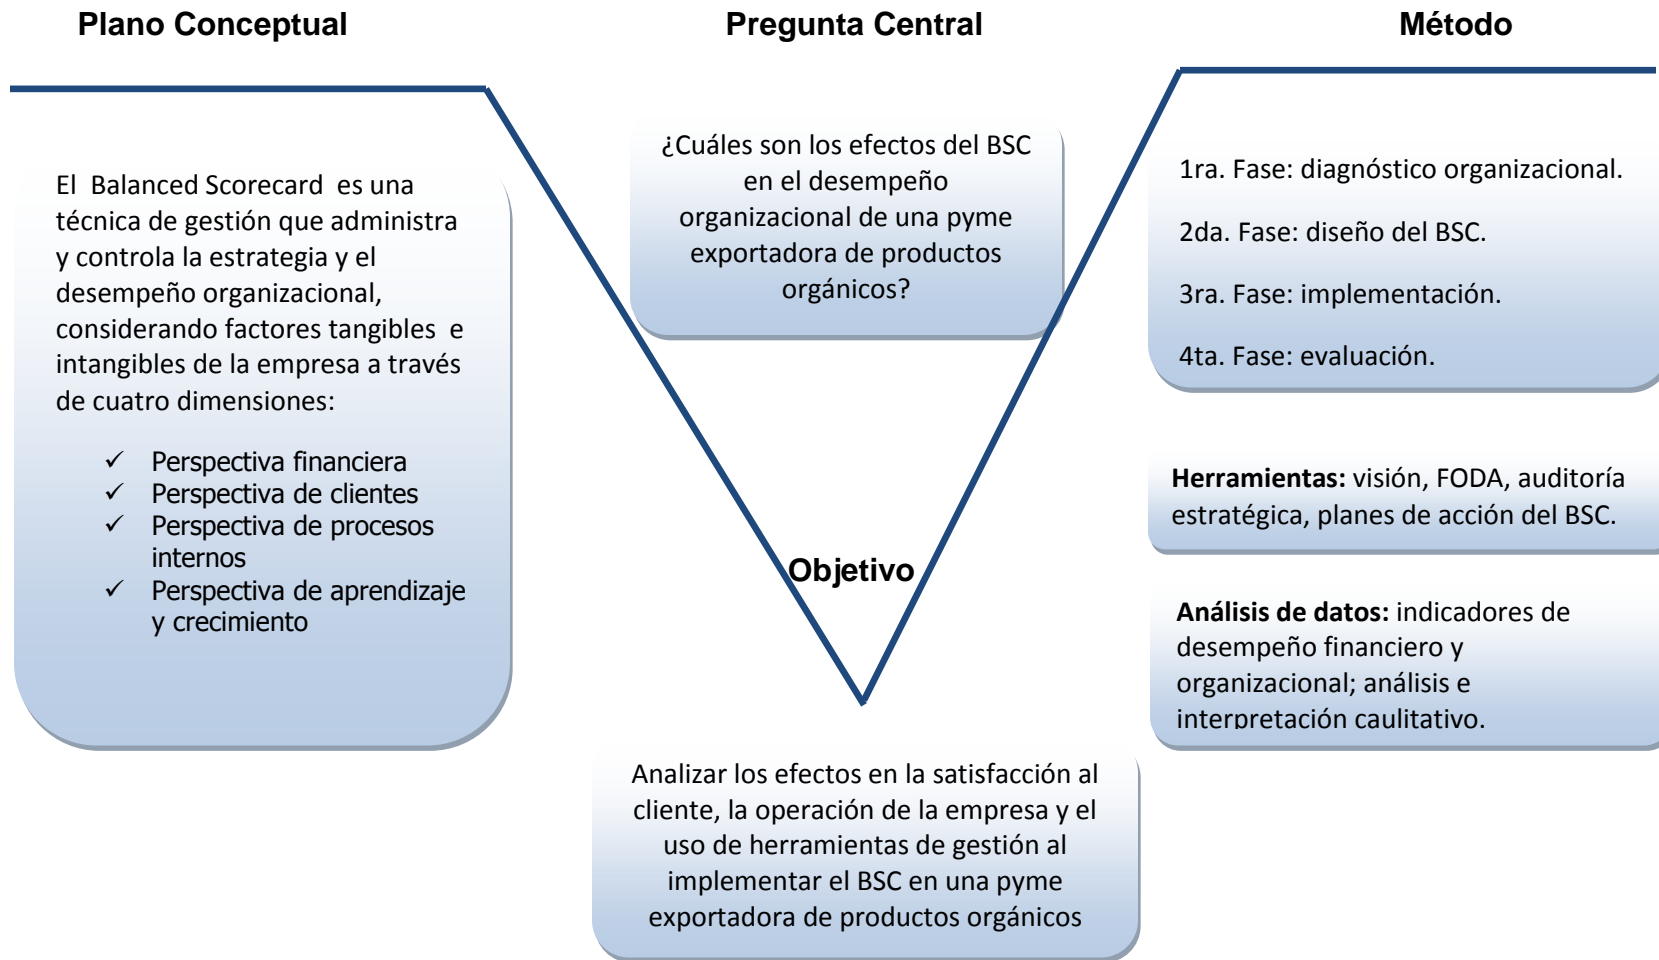 Plano Conceptual
El Balanced Scorecard es una
técnica de gestión que administra
y controla la estrategia y el
desempeño organizacional,
considerando factores tangibles e
intangibles de la empresa a través
de cuatro dimensiones:
✓ Perspectiva financiera
✓ Perspectiva de clientes
✓ Perspectiva de procesos
internos
✓ Perspectiva de aprendizaje
y crecimiento
Pregunta Central
¿Cuáles son los efectos del BSC
en el desempeño
organizacional de una pyme
exportadora de productos
orgánicos?
Objetivo
Analizar los efectos en la satisfacción al
cliente, la operación de la empresa y el
uso de herramientas de gestión al
implementar el BSC en una pyme
exportadora de productos orgánicos
Método
1ra. Fase: diagnóstico organizacional.
2da. Fase: diseño del BSC.
3ra. Fase: implementación.
4ta. Fase: evaluación.
Herramientas: visión, FODA, auditoría
estratégica, planes de acción del BSC.
Análisis de datos: indicadores de
desempeño financiero y
organizacional; análisis e
interpretación caulitativo.